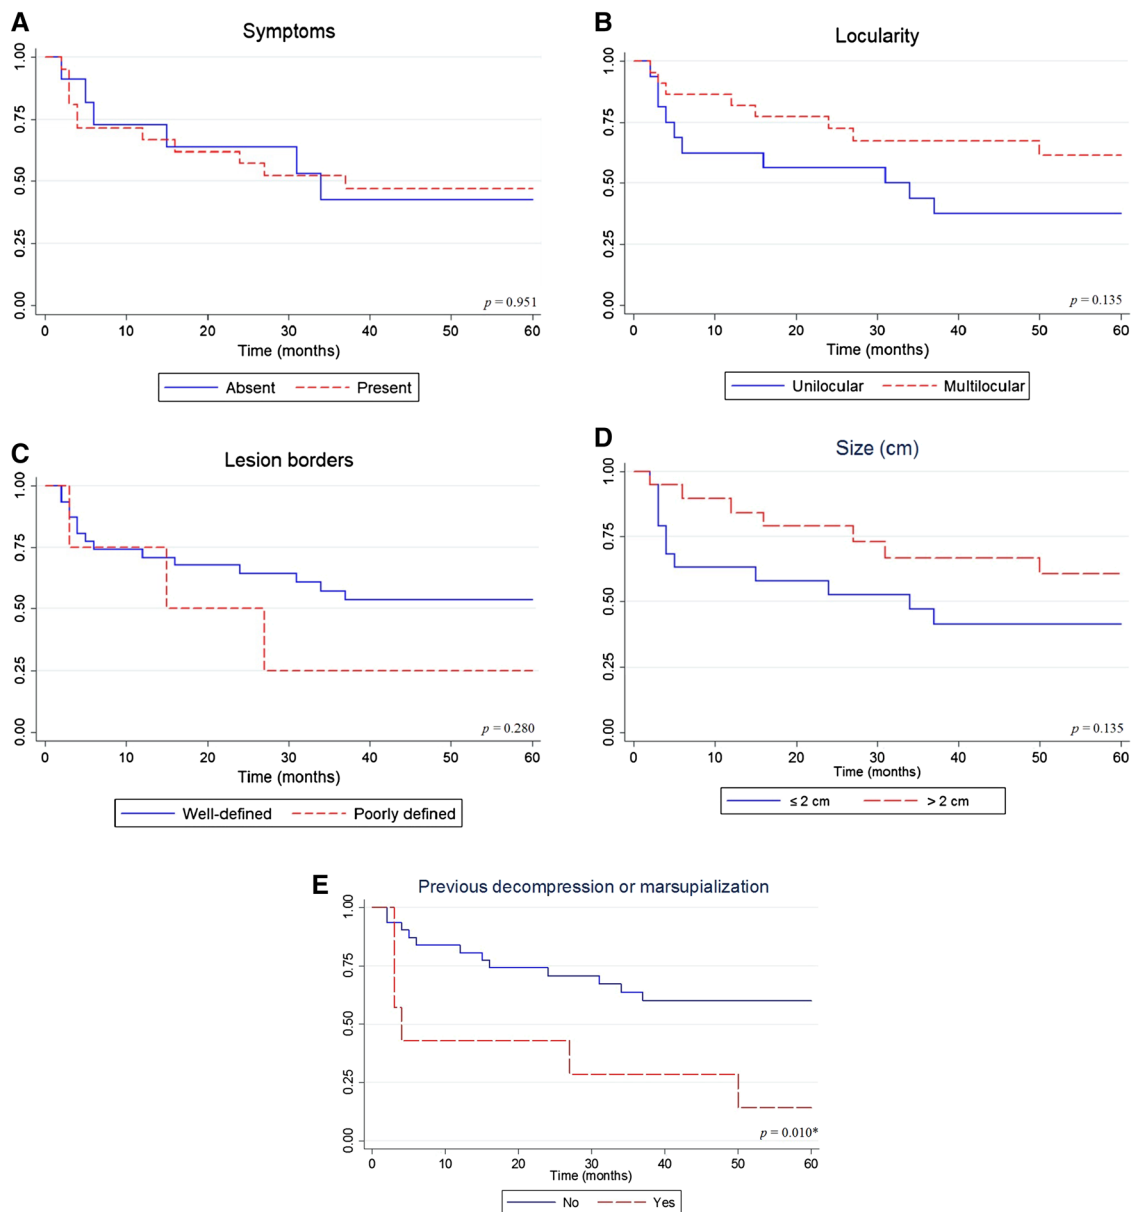 A
Symptoms
1.00
0.75
0.50
0.25
0.00
p = 0.951
0 10 20 30 40 50 60
Time (months)
Absent Present
B
Locularity
1.00
0.75
0.50
0.25
0.00
p = 0.135
0 10 20 30 40 50 60
Time (months)
Unilocular Multilocular
C
Lesion borders
1.00
0.75
0.50
0.25
0.00
p = 0.280
0 10 20 30 40 50 60
Time (months)
Well-defined Poorly defined
D
Size (cm)
1.00
0.75
0.50
0.25
0.00
p = 0.135
0 10 20 30 40 50 60
Time (months)
≤ 2 cm > 2 cm
E
Previous decompression or marsupialization
1.00
0.75
0.50
0.25
0.00
p = 0.010*
0 10 20 30 40 50 60
Time (months)
No Yes